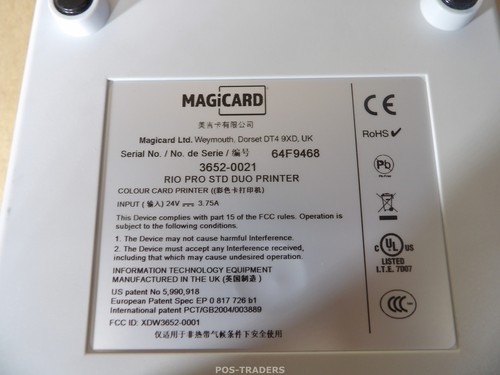 MAGiCARD
美吉卡有限公司
Magicard Ltd. Weymouth, Dorset DT4 9XD, UK
Serial No. / No. de Serie / 编号 64F9468
3652-0021
RIO PRO STD DUO PRINTER
COLOUR CARD PRINTER ((彩色卡打印机)
INPUT ( 输入) 24V ⎓ 3.75A
This Device complies with part 15 of the FCC rules. Operation is
subject to the following conditions.
1. The Device may not cause harmful Interference.
2. The Device must accept any Interference received,
including that which may cause undesired operation.
INFORMATION TECHNOLOGY EQUIPMENT
MANUFACTURED IN THE UK (英国制造 )
US patent No 5,990,918
European Patent Spec EP 0 817 726 b1
International patent PCT/GB2004/003889
FCC ID: XDW3652-0001
仅适用于非热带气候条件下安全使用
CE
RoHS ✓
Pb
C UL US
LISTED
I.T.E. 7D07
CCC
POS-TRADERS